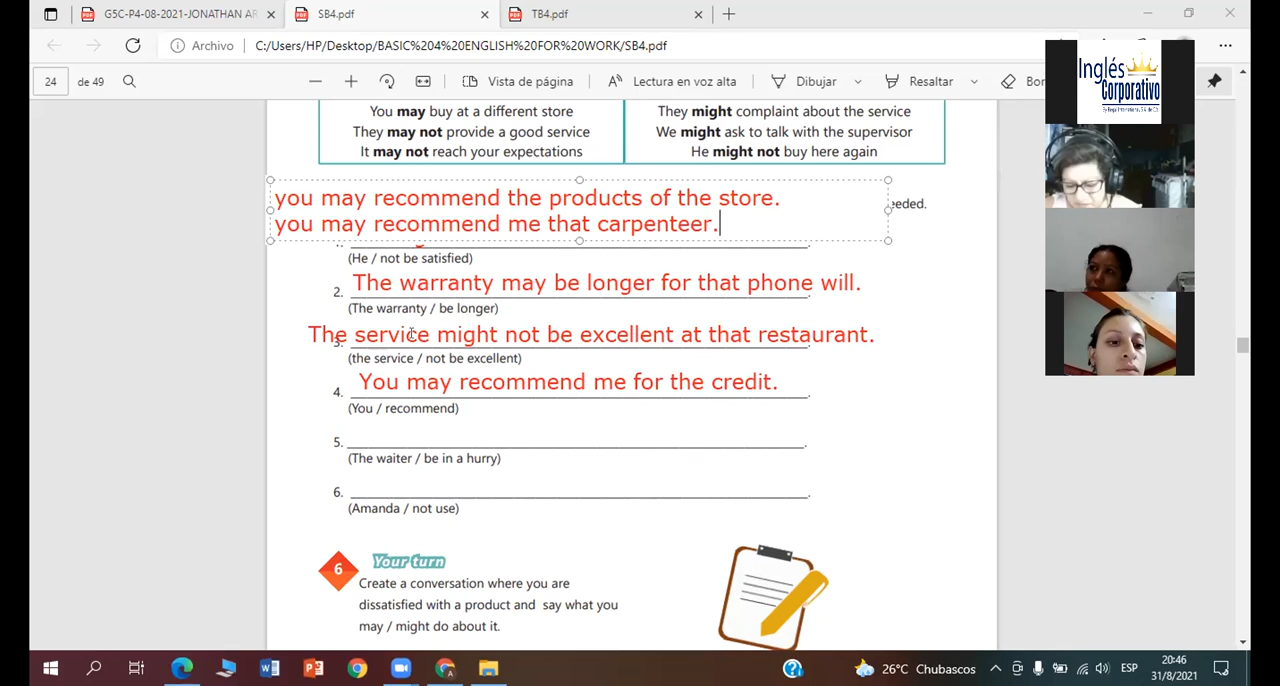 G5C-P4-08-2021-JONATHAN AR
SB4.pdf
TB4.pdf
Archivo
C:/Users/HP/Desktop/BASIC%204%20ENGLISH%20FOR%20WORK/SB4.pdf
24
de 49
Vista de página
Lectura en voz alta
Dibujar
Resaltar
Inglés
Corporativo
You may buy at a different store
They may not provide a good service
It may not reach your expectations
They might complaint about the service
We might ask to talk with the supervisor
He might not buy here again
you may recommend the products of the store.
you may recommend me that carpenteer.
eeded.
(He / not be satisfied)
2. The warranty may be longer for that phone will.
(The warranty / be longer)
3. The service might not be excellent at that restaurant.
(the service / not be excellent)
4. You may recommend me for the credit.
(You / recommend)
5.
(The waiter / be in a hurry)
6.
(Amanda / not use)
6
Your turn
Create a conversation where you are
dissatisfied with a product and say what you
may / might do about it.
26°C Chubascos
ESP
20:46
31/8/2021